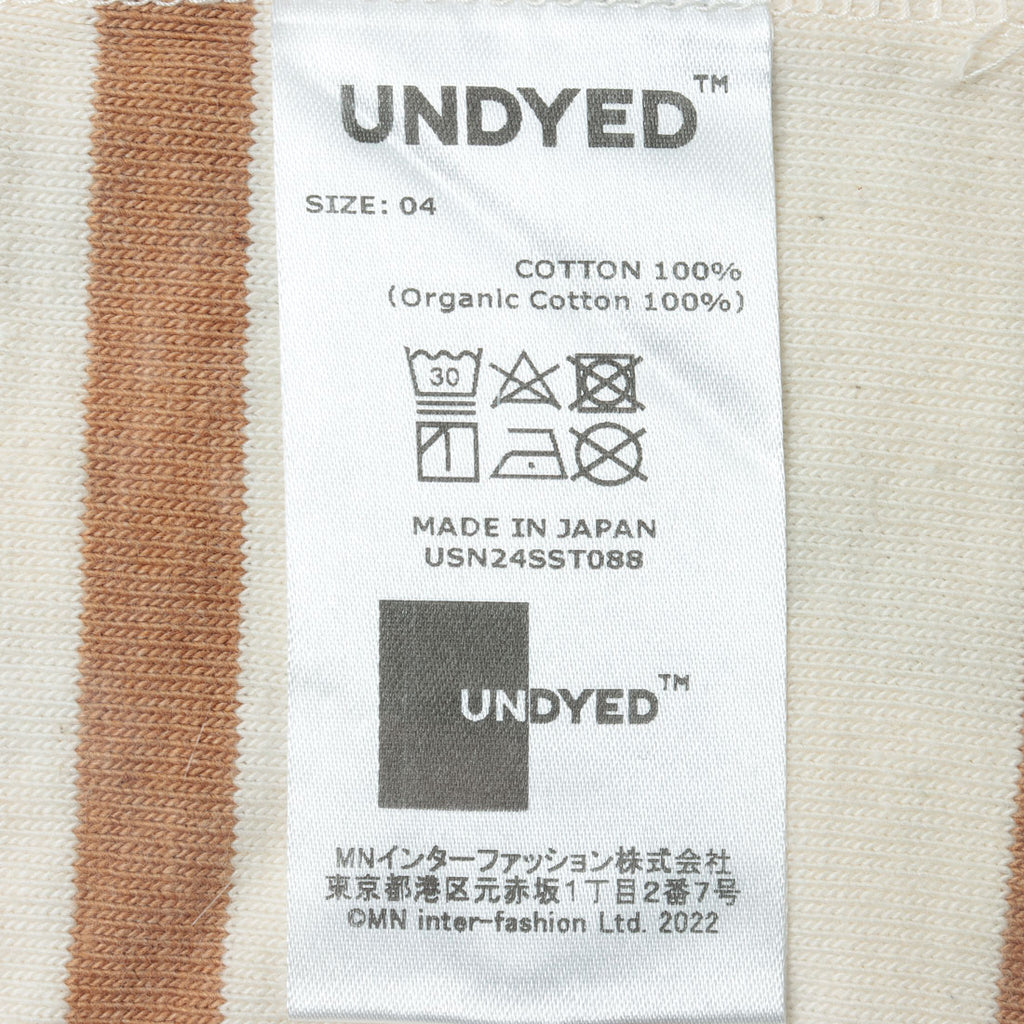 UNDYED™
SIZE: 04
COTTON 100%
(Organic Cotton 100%)
30
MADE IN JAPAN
USN24SST088
UNDYED™
MNインターファッション株式会社
東京都港区元赤坂1丁目2番7号
©MN inter-fashion Ltd. 2022